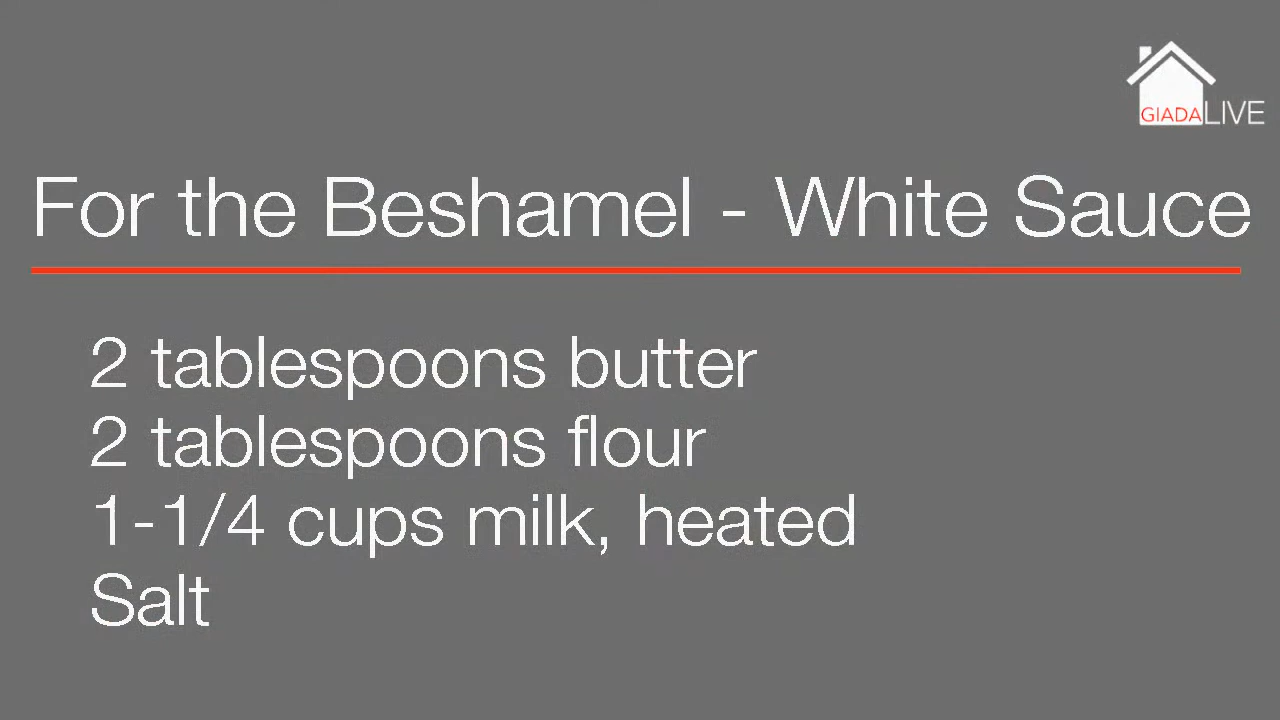 GIADALIVE
For the Beshamel - White Sauce
2 tablespoons butter
2 tablespoons flour
1-1/4 cups milk, heated
Salt